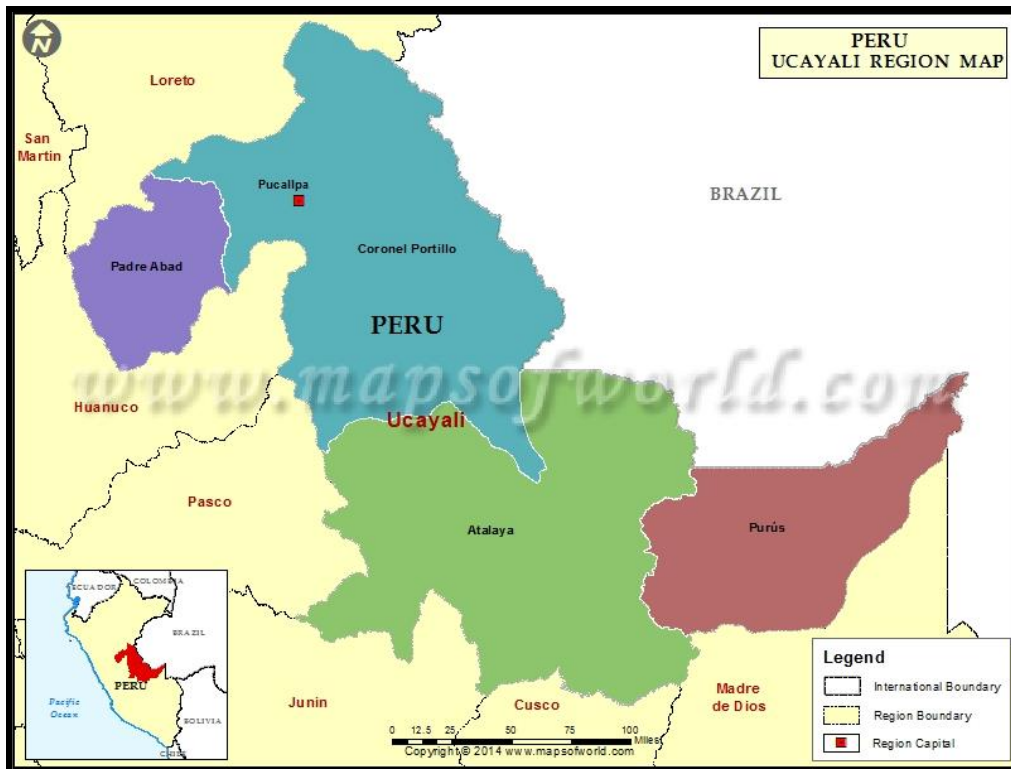 N
PERU
UCAYALI REGION MAP
Loreto
San
Martin
Pucallpa
BRAZIL
Coronel Portillo
Padre Abad
PERU
www.mapsofworld.com
Huanuco
Ucayali
Pasco
Atalaya
Purús
ECUADOR
COLOMBIA
BRAZIL
PERU
Pacific
Ocean
BOLIVIA
CHILE
Junin
Cusco
Madre
de Dios
Legend
International Boundary
Region Boundary
Region Capital
0 12.5 25 50 75 100
Miles
Copyright © 2014 www.mapsofworld.com